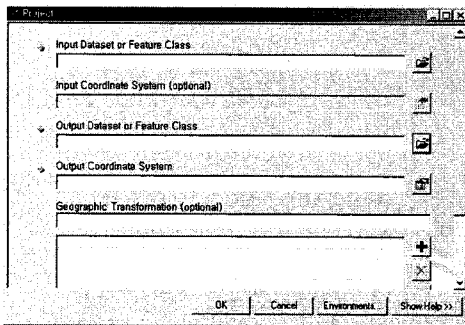 Project
Input Dataset or Feature Class
Input Coordinate System (optional)
Output Dataset or Feature Class
Output Coordinate System
Geographic Transformation (optional)
OK
Cancel
Environments...
Show Help >>